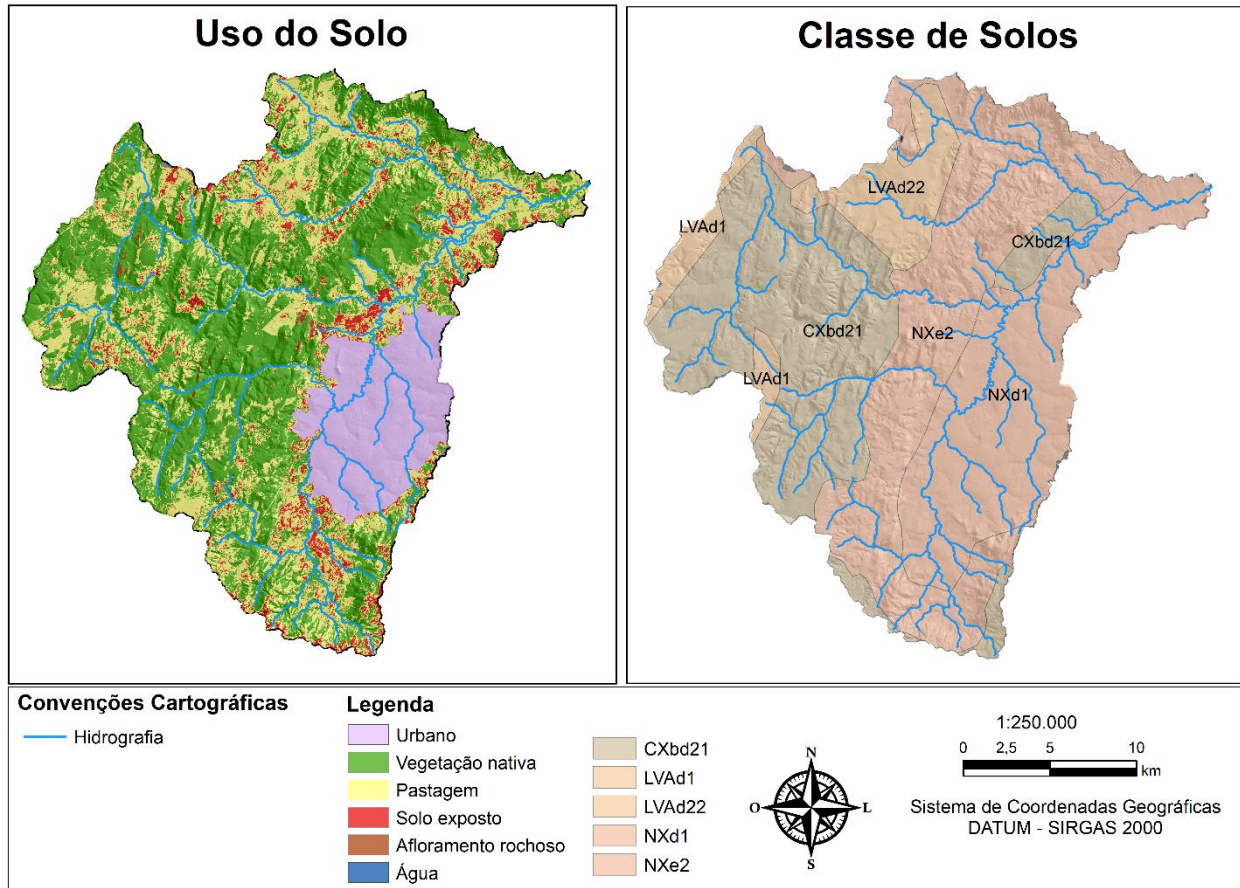 Uso do Solo
Classe de Solos
LVAd22
LVAd1
CXbd21
CXbd21
NXe2
LVAd1
NXd1
Convenções Cartográficas
Hidrografia
Legenda
Urbano
Vegetação nativa
Pastagem
Solo exposto
Afloramento rochoso
Água
CXbd21
LVAd1
LVAd22
NXd1
NXe2
N
O
L
S
1:250.000
0 2,5 5 10
km
Sistema de Coordenadas Geográficas
DATUM - SIRGAS 2000